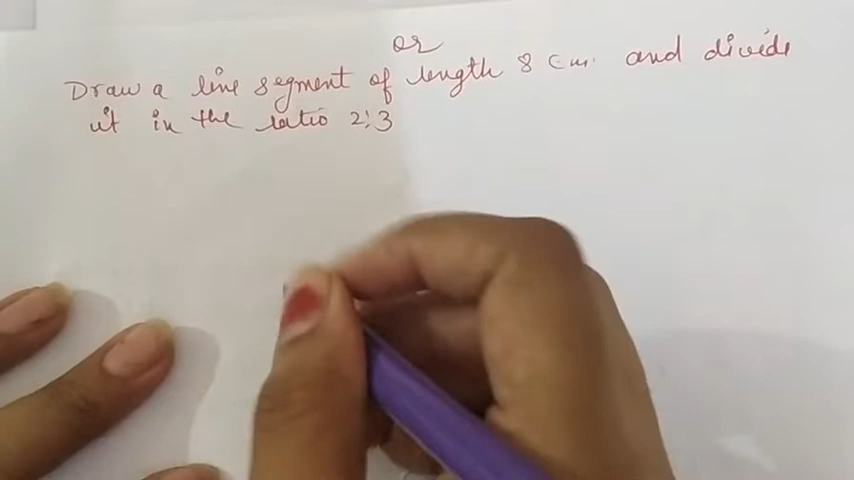 or
Draw a line segment of length 8 cm. and divide
it in the ratio 2:3